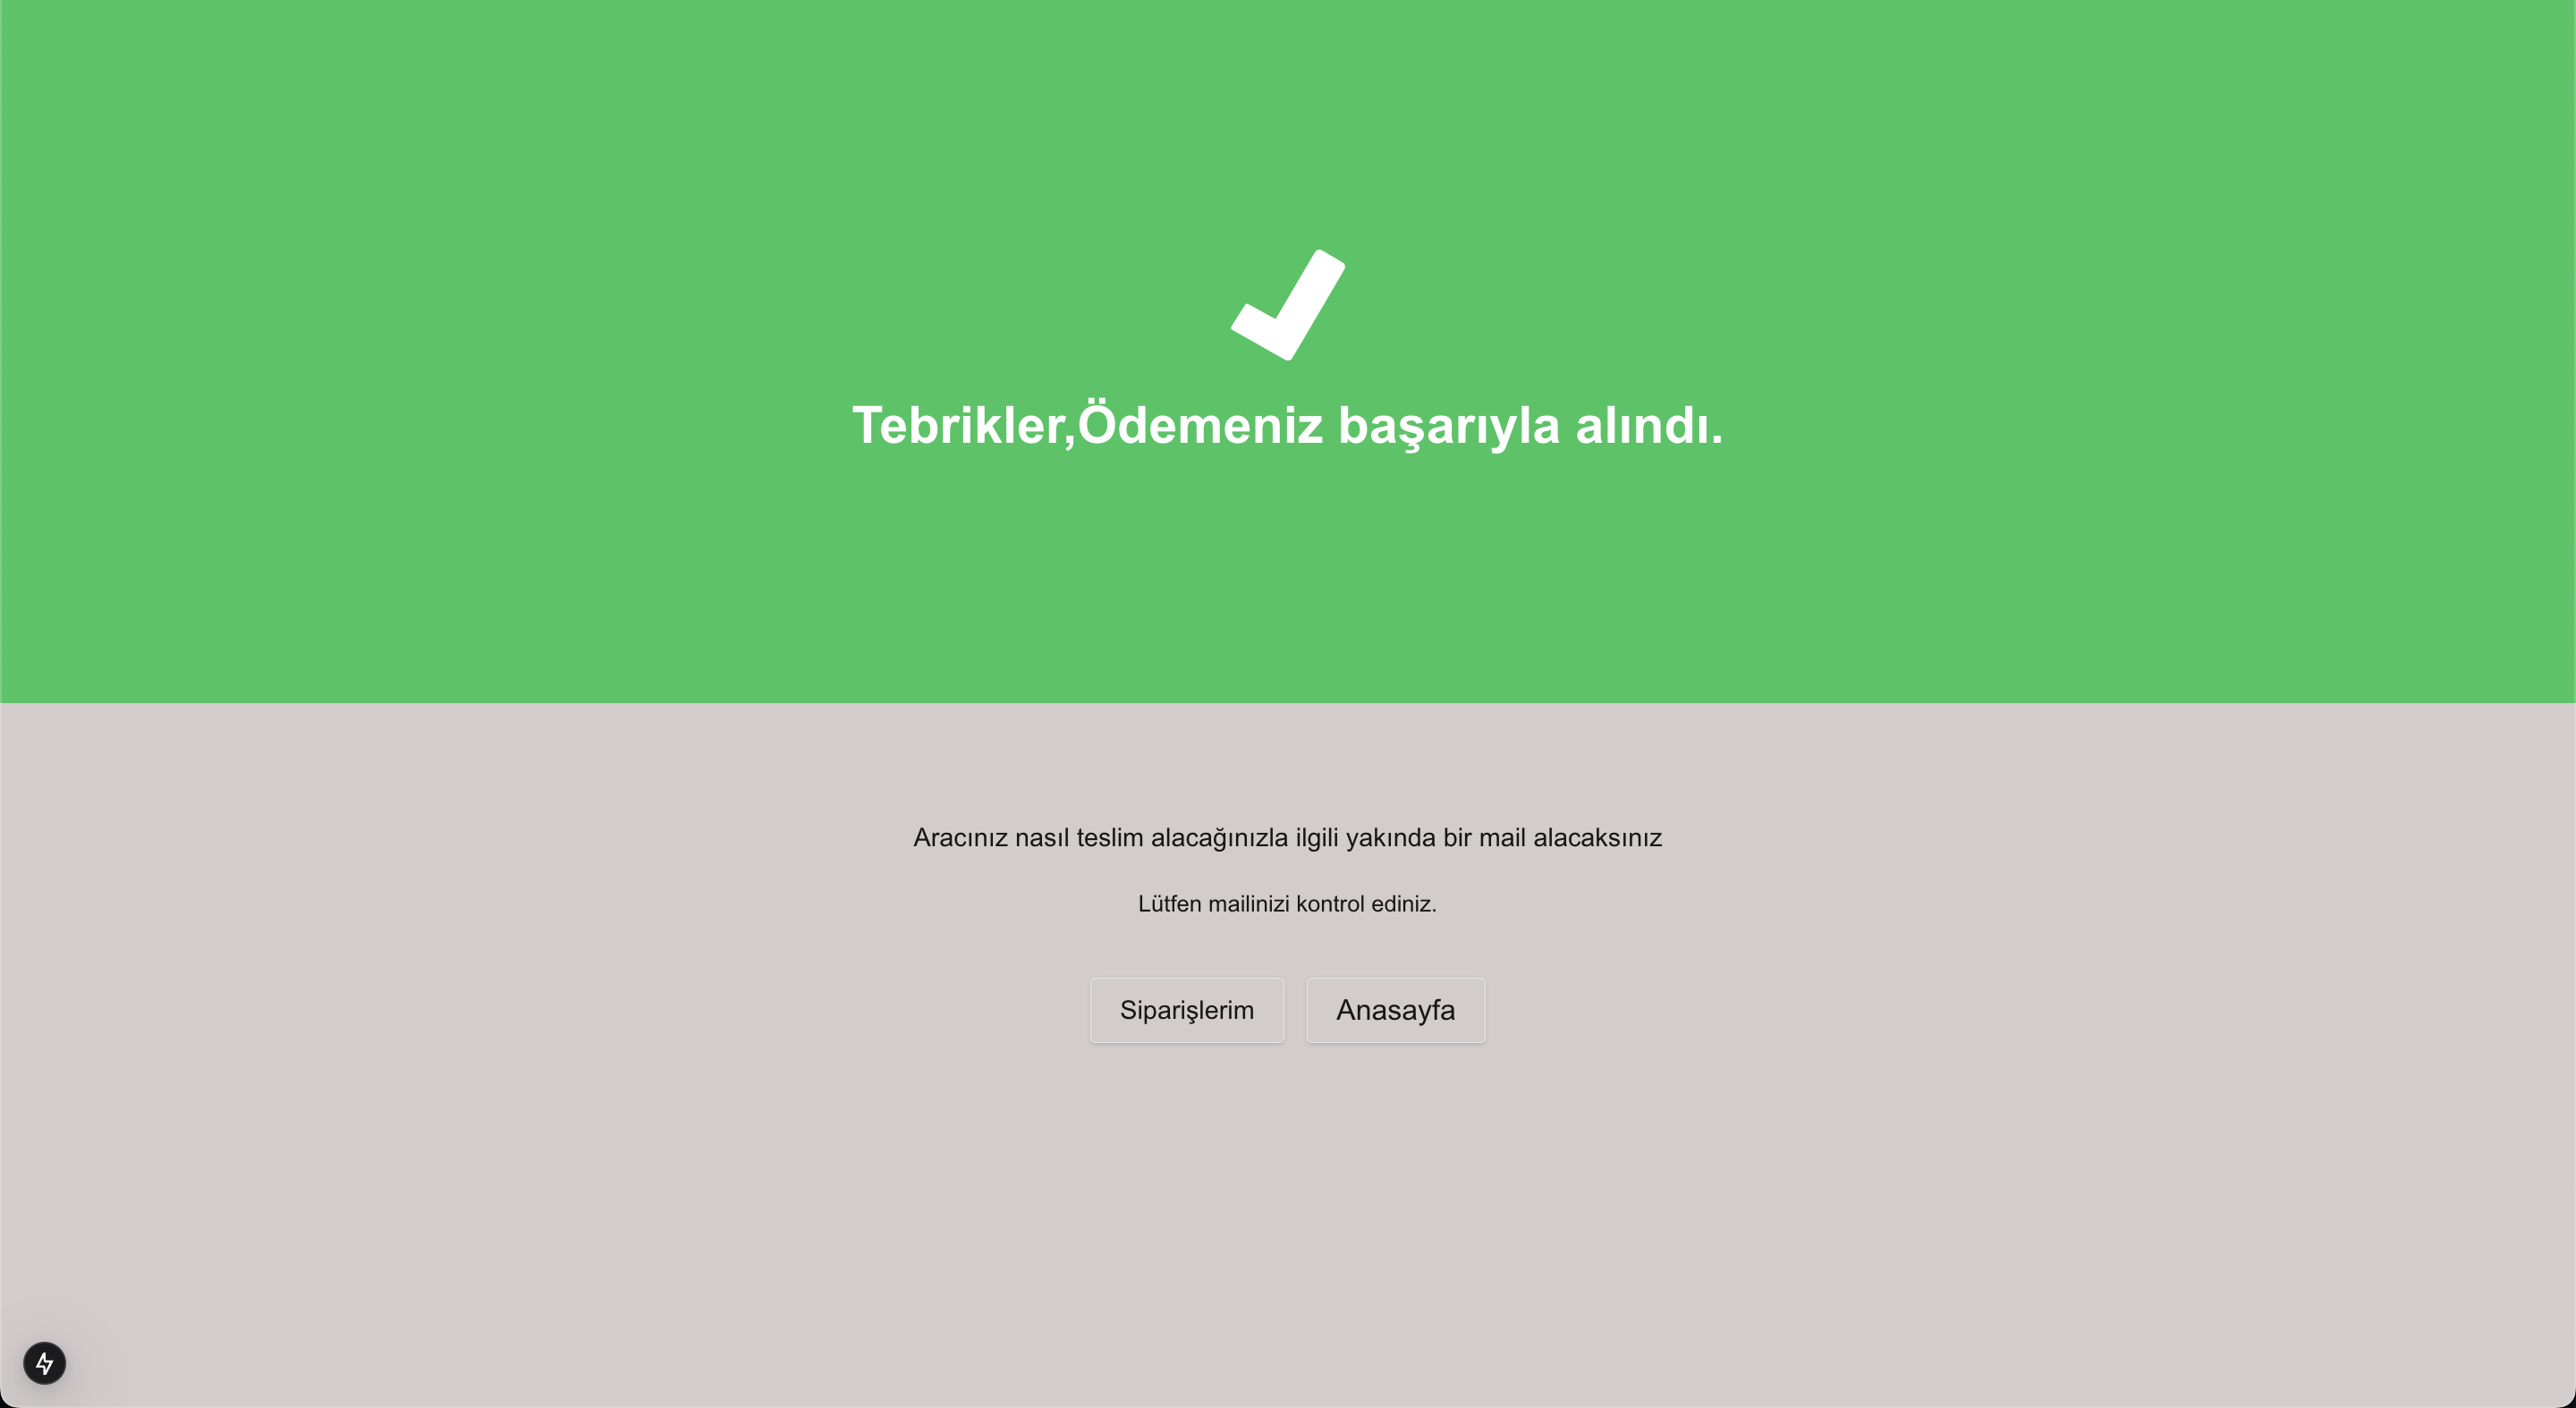 Tebrikler,Ödemeniz başarıyla alındı.
Aracınız nasıl teslim alacağınızla ilgili yakında bir mail alacaksınız
Lütfen mailinizi kontrol ediniz.
Siparişlerim
Anasayfa